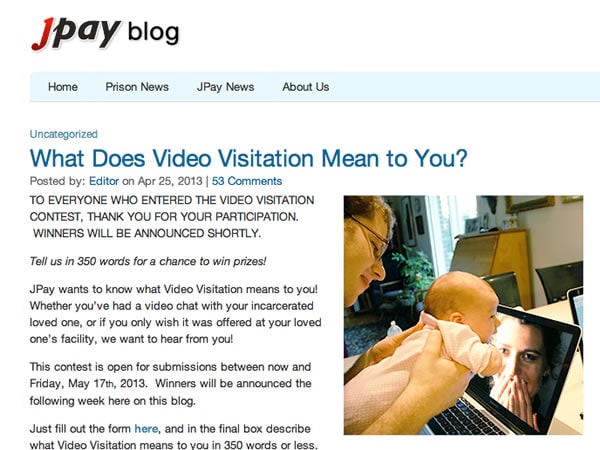 JPay blog
Home Prison News JPay News About Us
Uncategorized
What Does Video Visitation Mean to You?
Posted by: Editor on Apr 25, 2013 | 53 Comments
TO EVERYONE WHO ENTERED THE VIDEO VISITATION
CONTEST, THANK YOU FOR YOUR PARTICIPATION.
WINNERS WILL BE ANNOUNCED SHORTLY.
Tell us in 350 words for a chance to win prizes!
JPay wants to know what Video Visitation means to you!
Whether you've had a video chat with your incarcerated
loved one, or if you only wish it was offered at your loved
one's facility, we want to hear from you!
This contest is open for submissions between now and
Friday, May 17th, 2013. Winners will be announced the
following week here on this blog.
Just fill out the form here, and in the final box describe
what Video Visitation means to you in 350 words or less.